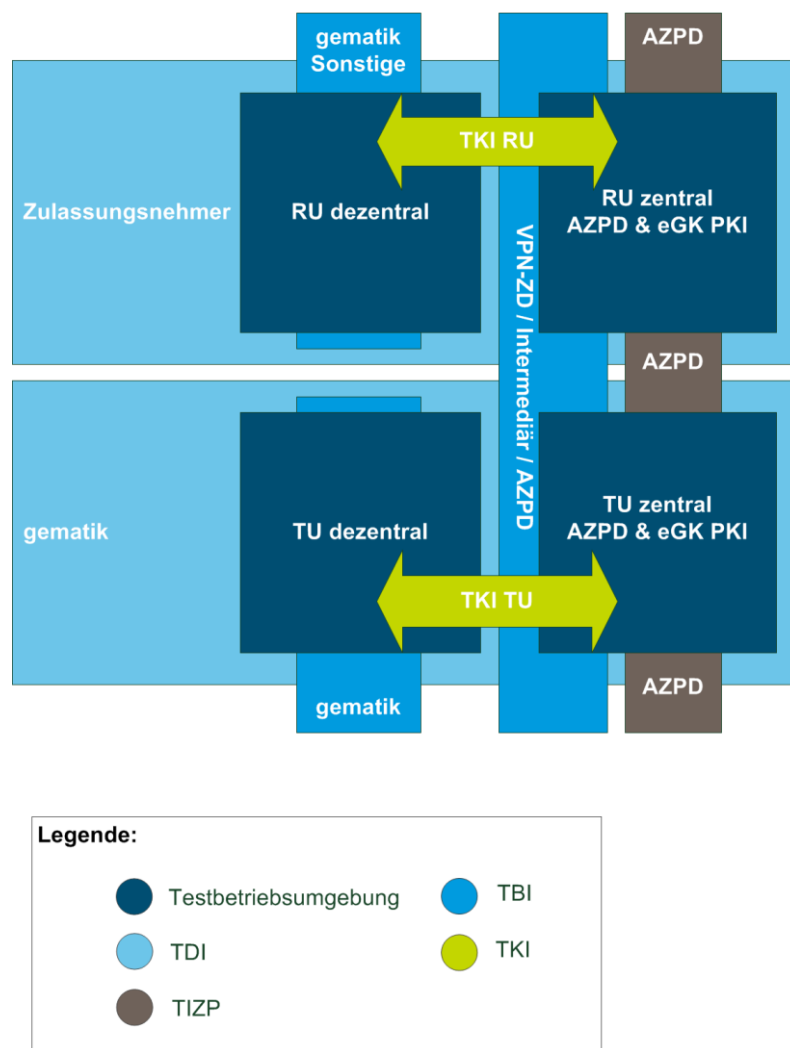 gematik
Sonstige
AZPD
TKI RU
Zulassungsnehmer
RU dezentral
RU zentral
AZPD & eGK PKI
VPN-ZD / Intermediär / AZPD
AZPD
gematik
TU dezentral
TU zentral
AZPD & eGK PKI
TKI TU
gematik
AZPD
Legende:
Testbetriebsumgebung
TBI
TDI
TKI
TIZP